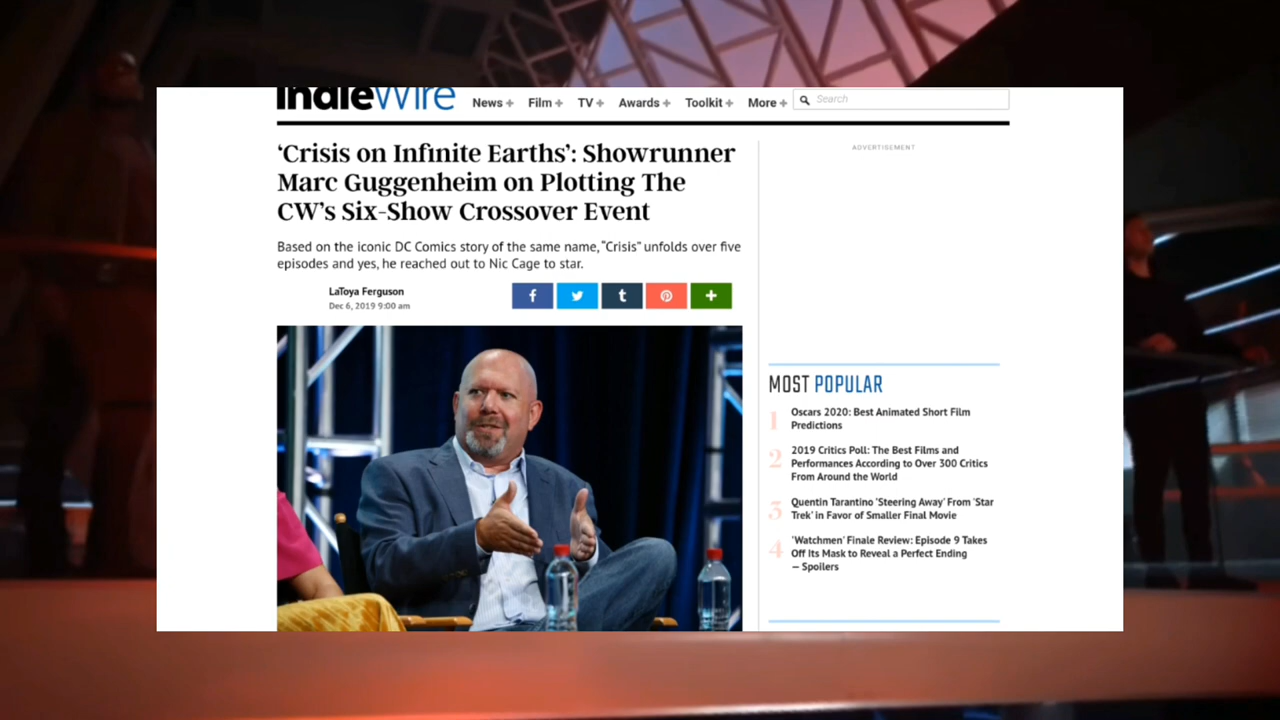 IndieWire
News + Film + TV + Awards + Toolkit + More + Search
‘Crisis on Infinite Earths’: Showrunner
Marc Guggenheim on Plotting The
CW’s Six-Show Crossover Event
Based on the iconic DC Comics story of the same name, “Crisis” unfolds over five
episodes and yes, he reached out to Nic Cage to star.
LaToya Ferguson
Dec 6, 2019 9:00 am
f t +
ADVERTISEMENT
MOST POPULAR
1 Oscars 2020: Best Animated Short Film
Predictions
2 2019 Critics Poll: The Best Films and
Performances According to Over 300 Critics
From Around the World
3 Quentin Tarantino ‘Steering Away’ From ‘Star
Trek’ in Favor of Smaller Final Movie
4 ‘Watchmen’ Finale Review: Episode 9 Takes
Off Its Mask to Reveal a Perfect Ending
— Spoilers